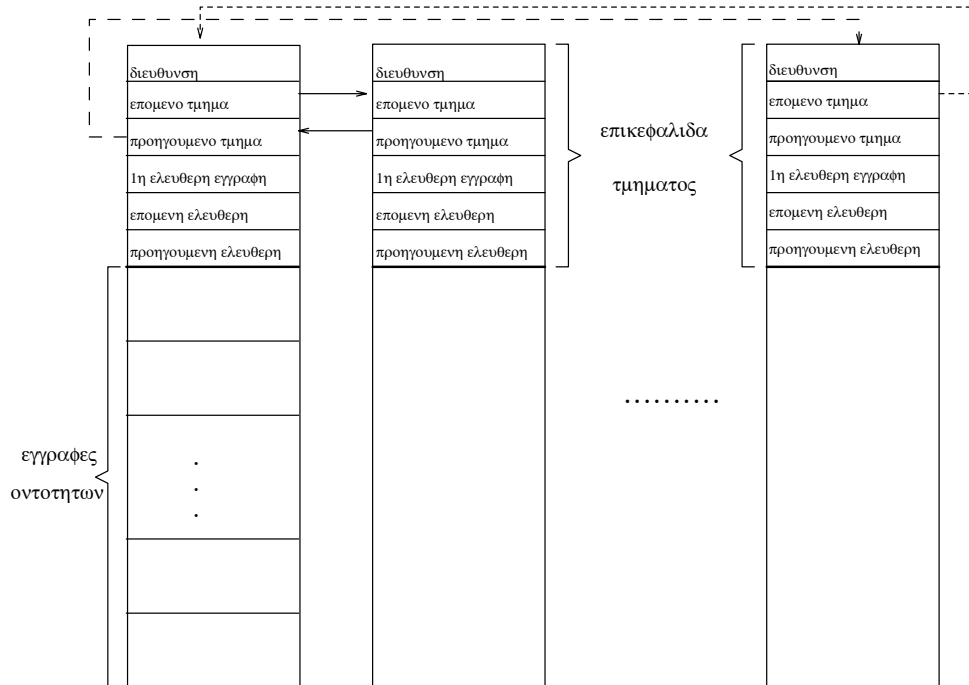 διευθυνση
επομενο τμημα
προηγουμενο τμημα
1η ελευθερη εγγραφη
επομενη ελευθερη
προηγουμενη ελευθερη
διευθυνση
επομενο τμημα
προηγουμενο τμημα
1η ελευθερη εγγραφη
επομενη ελευθερη
προηγουμενη ελευθερη
επικεφαλιδα
τμηματος
διευθυνση
επομενο τμημα
προηγουμενο τμημα
1η ελευθερη εγγραφη
επομενη ελευθερη
προηγουμενη ελευθερη
..........
εγγραφες
οντοτητων